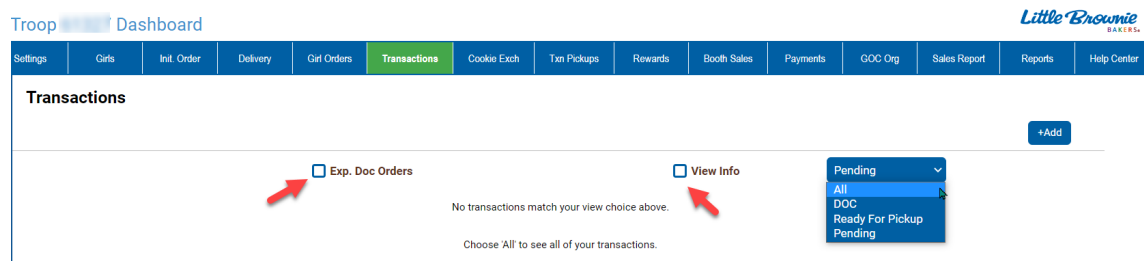 Troop Dashboard
Little Brownie
BAKERS®
Settings Girls Init. Order Delivery Girl Orders Transactions Cookie Exch Txn Pickups Rewards Booth Sales Payments GOC Org Sales Report Reports Help Center
Transactions
+Add
Exp. Doc Orders View Info Pending
All
DOC
Ready For Pickup
Pending
No transactions match your view choice above.
Choose 'All' to see all of your transactions.